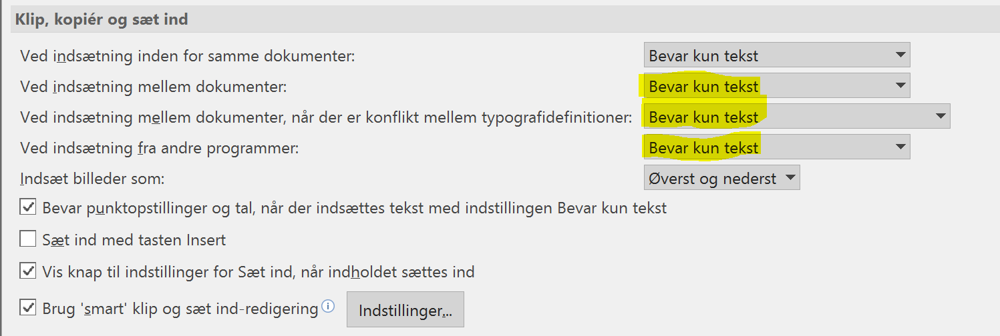 Klip, kopiér og sæt ind
Ved indsætning inden for samme dokumenter: Bevar kun tekst
Ved indsætning mellem dokumenter: Bevar kun tekst
Ved indsætning mellem dokumenter, når der er konflikt mellem typografidefinitioner: Bevar kun tekst
Ved indsætning fra andre programmer: Bevar kun tekst
Indsæt billeder som: Øverst og nederst
Bevar punktopstillinger og tal, når der indsættes tekst med indstillingen Bevar kun tekst
Sæt ind med tasten Insert
Vis knap til indstillinger for Sæt ind, når indholdet sættes ind
Brug 'smart' klip og sæt ind-redigering Indstillinger...